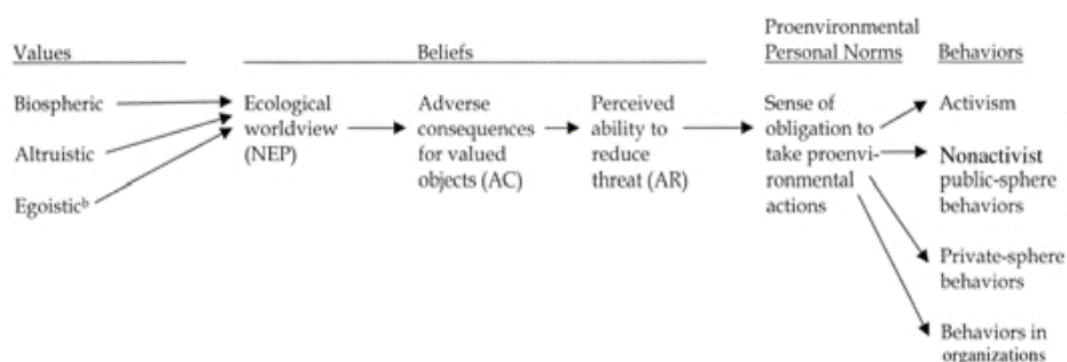 Values
Beliefs
Proenvironmental
Personal Norms
Behaviors
Biospheric
Altruistic
Egoisticᵇ
Ecological
worldview
(NEP)
Adverse
consequences
for valued
objects (AC)
Perceived
ability to
reduce
threat (AR)
Sense of
obligation to
take proenvi-
ronmental
actions
Activism
Nonactivist
public-sphere
behaviors
Private-sphere
behaviors
Behaviors in
organizations